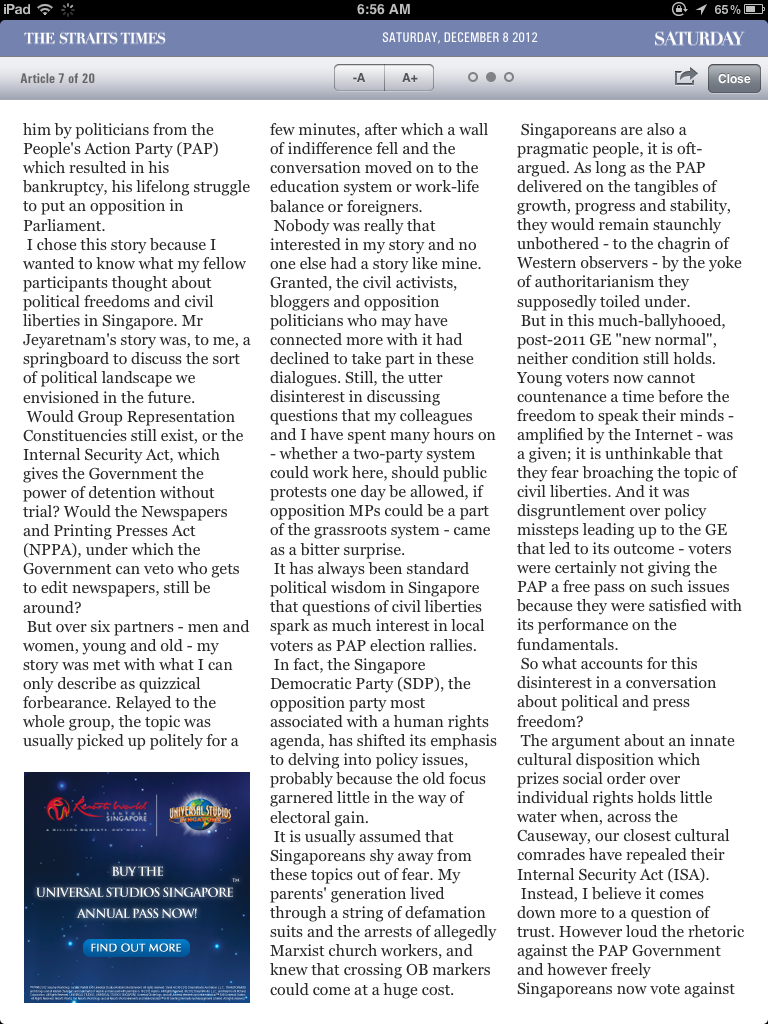 iPad
6:56 AM
65%
THE STRAITS TIMES
SATURDAY, DECEMBER 8 2012
SATURDAY
Article 7 of 20
-A
A+
Close
him by politicians from the
People's Action Party (PAP)
which resulted in his
bankruptcy, his lifelong struggle
to put an opposition in
Parliament.
I chose this story because I
wanted to know what my fellow
participants thought about
political freedoms and civil
liberties in Singapore. Mr
Jeyaretnam's story was, to me, a
springboard to discuss the sort
of political landscape we
envisioned in the future.
Would Group Representation
Constituencies still exist, or the
Internal Security Act, which
gives the Government the
power of detention without
trial? Would the Newspapers
and Printing Presses Act
(NPPA), under which the
Government can veto who gets
to edit newspapers, still be
around?
But over six partners - men and
women, young and old - my
story was met with what I can
only describe as quizzical
forbearance. Relayed to the
whole group, the topic was
usually picked up politely for a
Resorts World
SENTOSA
SINGAPORE
A MILLION MOMENTS. ONE WORLD.
UNIVERSAL STUDIOS
SINGAPORE
BUY THE
UNIVERSAL STUDIOS SINGAPORE™
ANNUAL PASS NOW!
FIND OUT MORE
few minutes, after which a wall
of indifference fell and the
conversation moved on to the
education system or work-life
balance or foreigners.
Nobody was really that
interested in my story and no
one else had a story like mine.
Granted, the civil activists,
bloggers and opposition
politicians who may have
connected more with it had
declined to take part in these
dialogues. Still, the utter
disinterest in discussing
questions that my colleagues
and I have spent many hours on
- whether a two-party system
could work here, should public
protests one day be allowed, if
opposition MPs could be a part
of the grassroots system - came
as a bitter surprise.
It has always been standard
political wisdom in Singapore
that questions of civil liberties
spark as much interest in local
voters as PAP election rallies.
In fact, the Singapore
Democratic Party (SDP), the
opposition party most
associated with a human rights
agenda, has shifted its emphasis
to delving into policy issues,
probably because the old focus
garnered little in the way of
electoral gain.
It is usually assumed that
Singaporeans shy away from
these topics out of fear. My
parents' generation lived
through a string of defamation
suits and the arrests of allegedly
Marxist church workers, and
knew that crossing OB markers
could come at a huge cost.
Singaporeans are also a
pragmatic people, it is oft-
argued. As long as the PAP
delivered on the tangibles of
growth, progress and stability,
they would remain staunchly
unbothered - to the chagrin of
Western observers - by the yoke
of authoritarianism they
supposedly toiled under.
But in this much-ballyhooed,
post-2011 GE "new normal",
neither condition still holds.
Young voters now cannot
countenance a time before the
freedom to speak their minds -
amplified by the Internet - was
a given; it is unthinkable that
they fear broaching the topic of
civil liberties. And it was
disgruntlement over policy
missteps leading up to the GE
that led to its outcome - voters
were certainly not giving the
PAP a free pass on such issues
because they were satisfied with
its performance on the
fundamentals.
So what accounts for this
disinterest in a conversation
about political and press
freedom?
The argument about an innate
cultural disposition which
prizes social order over
individual rights holds little
water when, across the
Causeway, our closest cultural
comrades have repealed their
Internal Security Act (ISA).
Instead, I believe it comes
down more to a question of
trust. However loud the rhetoric
against the PAP Government
and however freely
Singaporeans now vote against